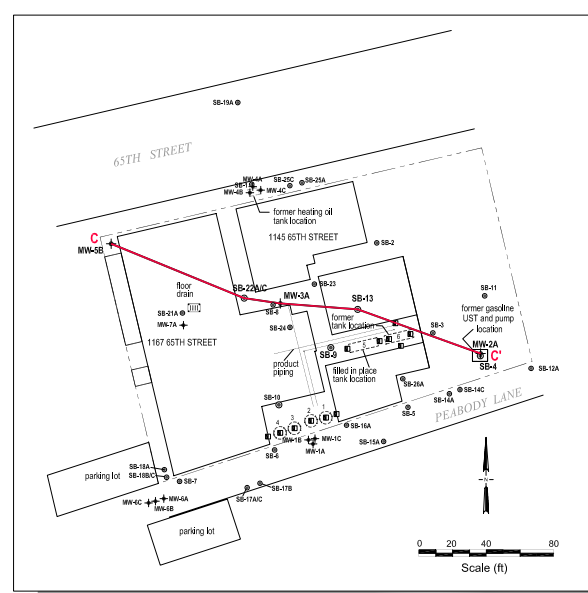 SB-19A
65TH STREET
MW-4A
SB-25C
SB-25A
MW-4B
MW-4C
former heating oil
tank location
C
MW-5B
1145 65TH STREET
SB-2
floor
drain
SB-22A/C
MW-3A
SB-23
SB-13
SB-11
SB-21A
SB-8
former gasoline
UST and pump
location
MW-7A
former
tank location
SB-3
1167 65TH STREET
SB-24
MW-2A
C'
SB-4
product
piping
SB-9
5
6
filled in place
tank location
SB-12A
SB-26A
SB-14C
SB-14A
SB-10
SB-5
PEABODY LANE
1
2
3
4
SB-16A
MW-1B
MW-1C
MW-1A
SB-15A
SB-6
SB-18A
SB-18B/C
SB-7
parking lot
SB-17B
SB-17A/C
MW-6A
MW-6C
MW-6B
parking lot
N
0 20 40 60 80
Scale (ft)